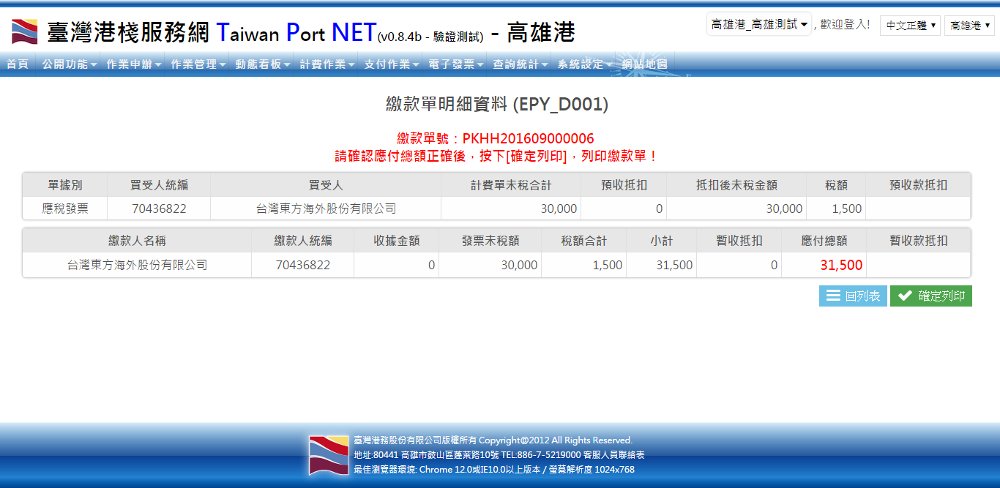 臺灣港棧服務網 Taiwan Port NET(v0.8.4b - 驗證測試) - 高雄港
高雄港_高雄測試 , 歡迎登入! 中文正體 高雄港
首頁 公開功能 作業申辦 作業管理 動態看板 計費作業 支付作業 電子發票 查詢統計 系統設定 網站地圖
繳款單明細資料 (EPY_D001)
繳款單號：PKHH201609000006
請確認應付總額正確後，按下[確定列印]，列印繳款單！
單據別 買受人統編 買受人 計費單未稅合計 預收抵扣 抵扣後未稅金額 稅額 預收款抵扣
應稅發票 70436822 台灣東方海外股份有限公司 30,000 0 30,000 1,500
繳款人名稱 繳款人統編 收據金額 發票未稅額 稅額合計 小計 暫收抵扣 應付總額 暫收款抵扣
台灣東方海外股份有限公司 70436822 0 30,000 1,500 31,500 0 31,500
回列表 確定列印
臺灣港務股份有限公司版權所有 Copyright@2012 All Rights Reserved.
地址:80441 高雄市鼓山區蓬萊路10號 TEL:886-7-5219000 客服人員聯絡表
最佳瀏覽器環境: Chrome 12.0或IE10.0以上版本 / 螢幕解析度 1024x768